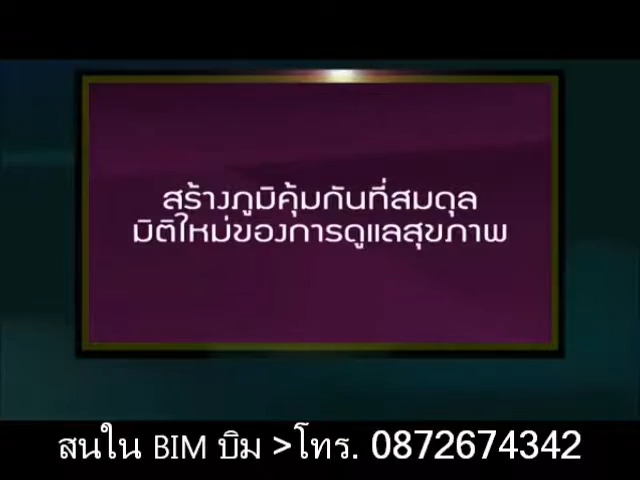 สร้างภูมิคุ้มกันที่สมดุล
มิติใหม่ของการดูแลสุขภาพ
สนใน BIM บิม >โทร. 0872674342